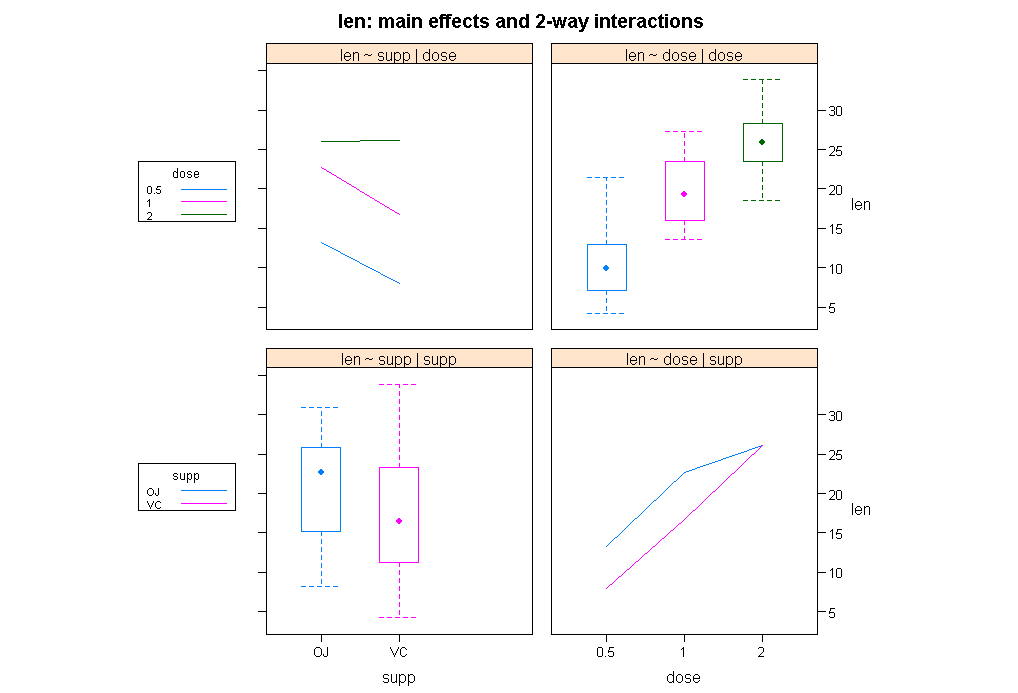 len: main effects and 2-way interactions
len ~ supp | dose
len ~ dose | dose
dose
0.5
1
2
30
25
20
15
10
5
len
len ~ supp | supp
len ~ dose | supp
supp
OJ
VC
30
25
20
15
10
5
len
OJ VC
0.5 1 2
supp
dose